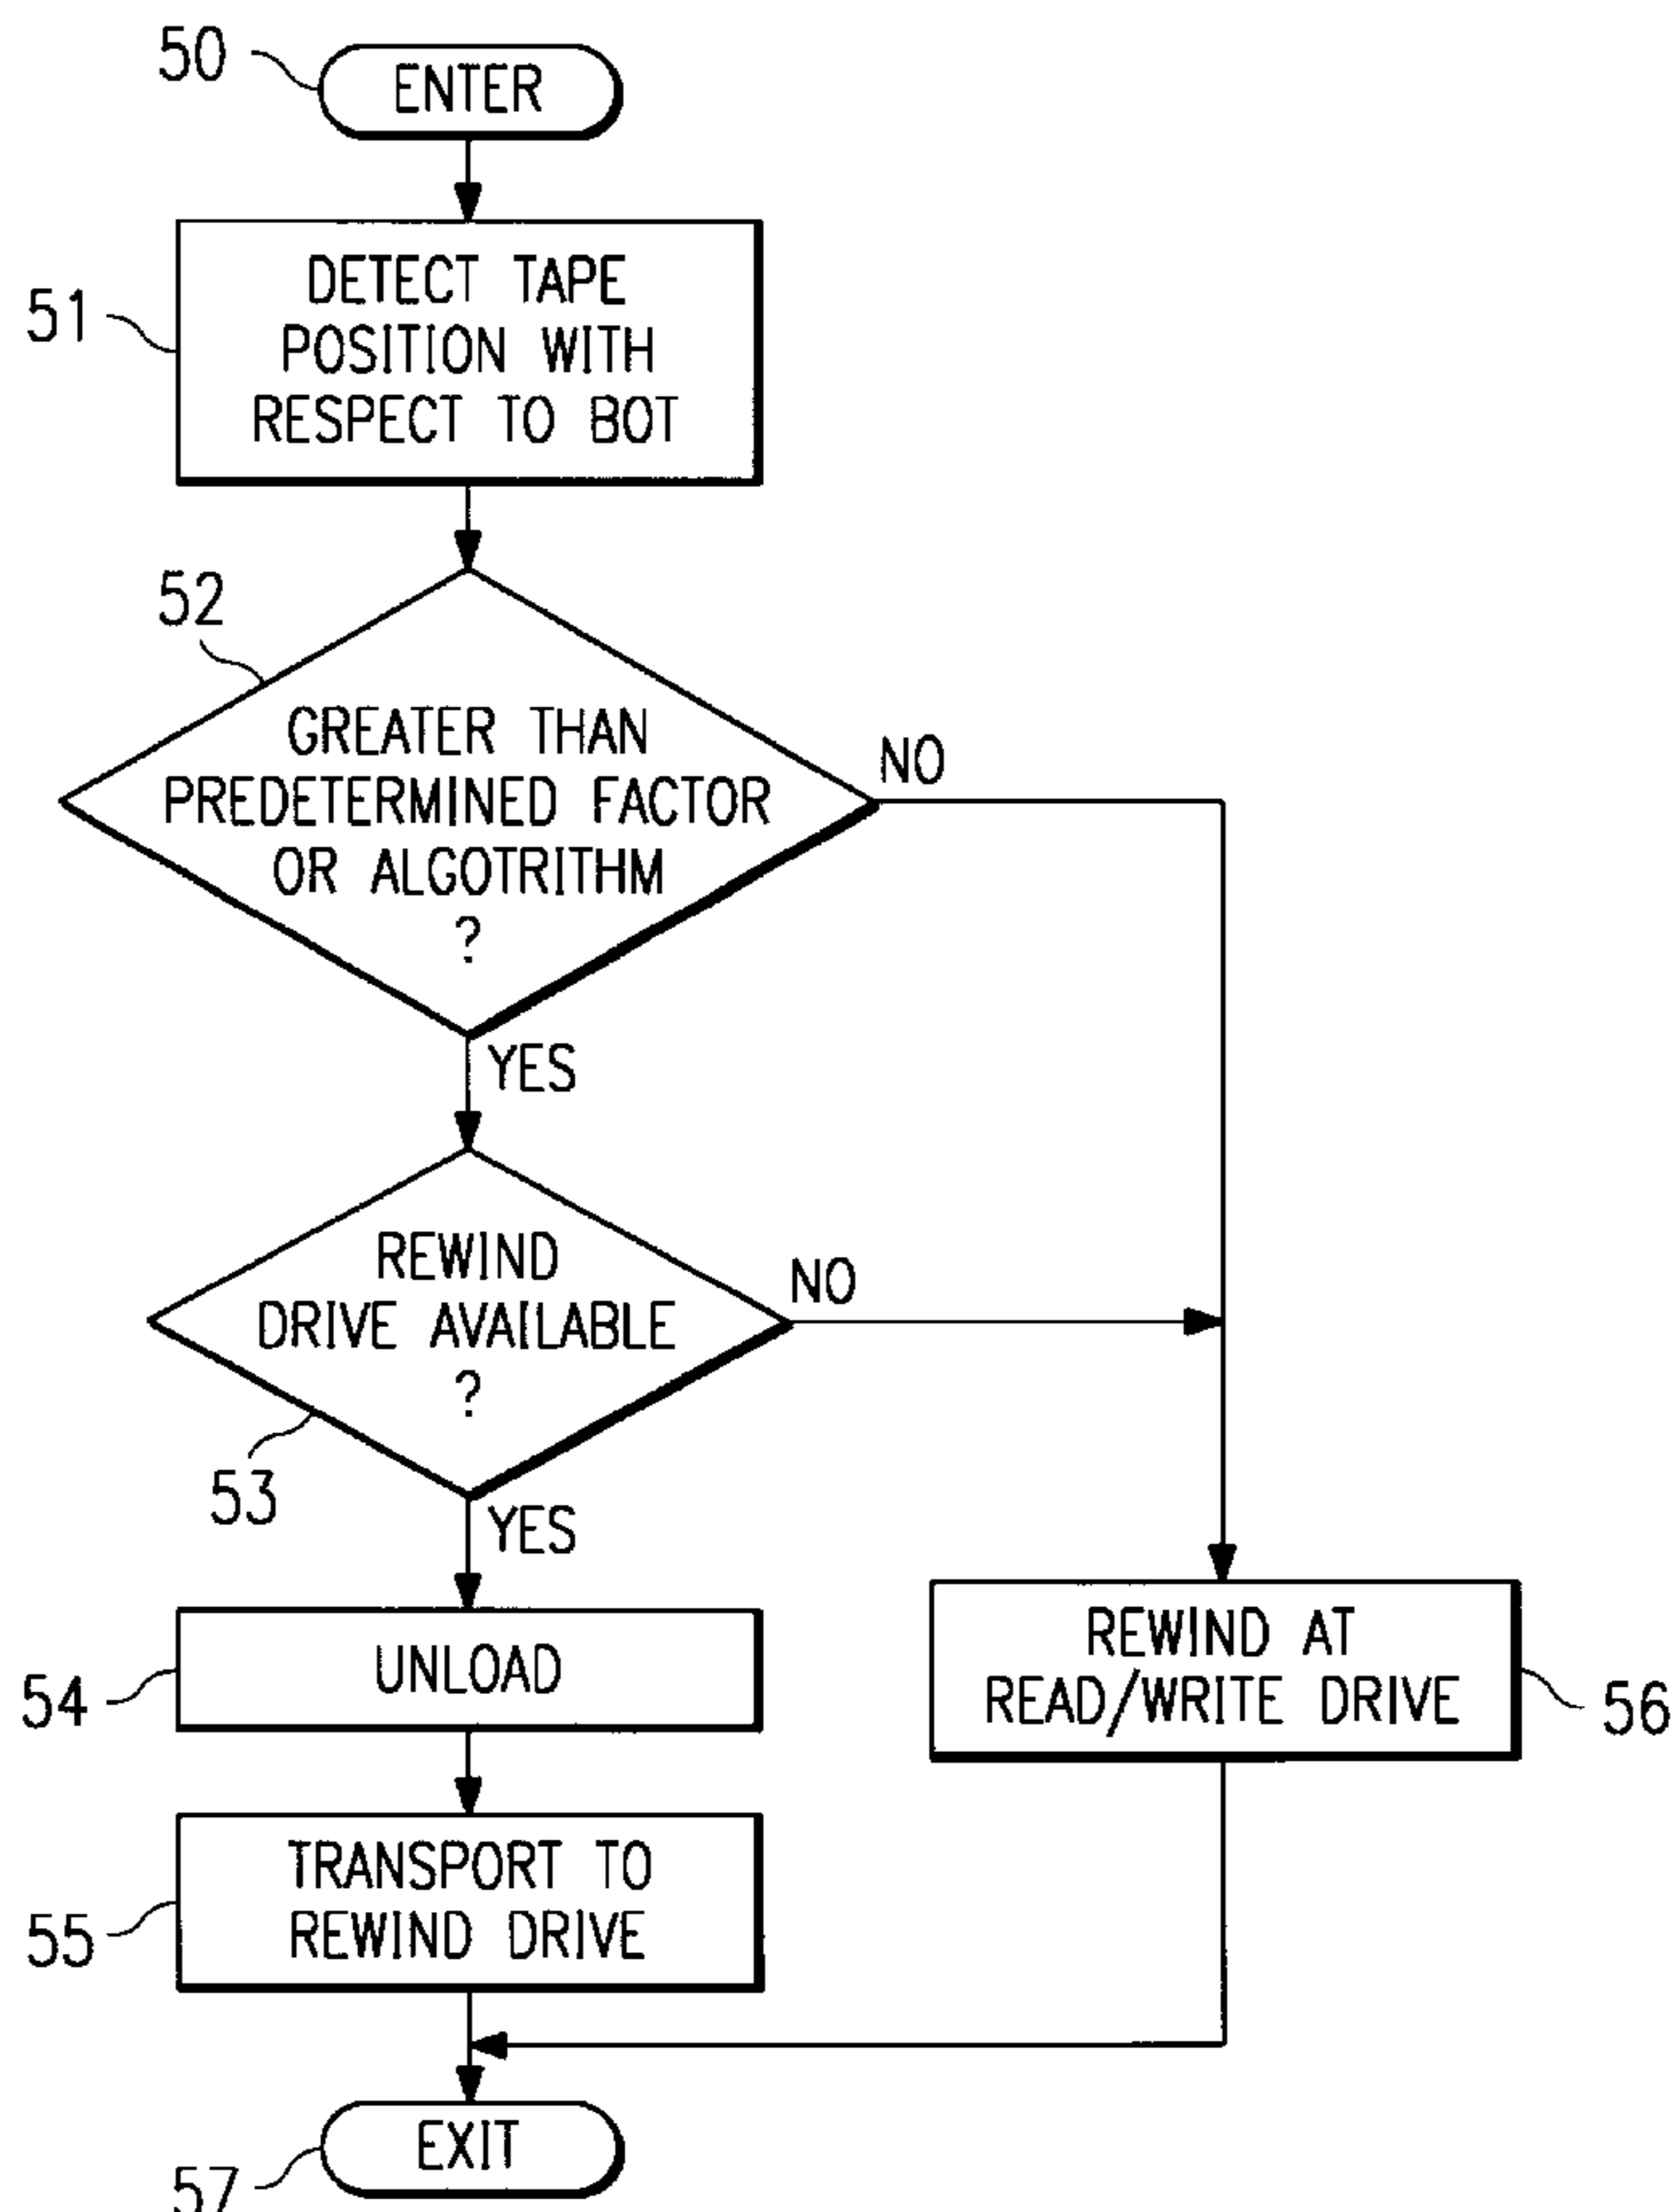 50
ENTER
51
DETECT TAPE
POSITION WITH
RESPECT TO BOT
52
GREATER THAN
PREDETERMINED FACTOR
OR ALGOTRITHM
?
NO
YES
REWIND
DRIVE AVAILABLE
?
NO
53
YES
54
UNLOAD
REWIND AT
READ/WRITE DRIVE
56
55
TRANSPORT TO
REWIND DRIVE
EXIT
57